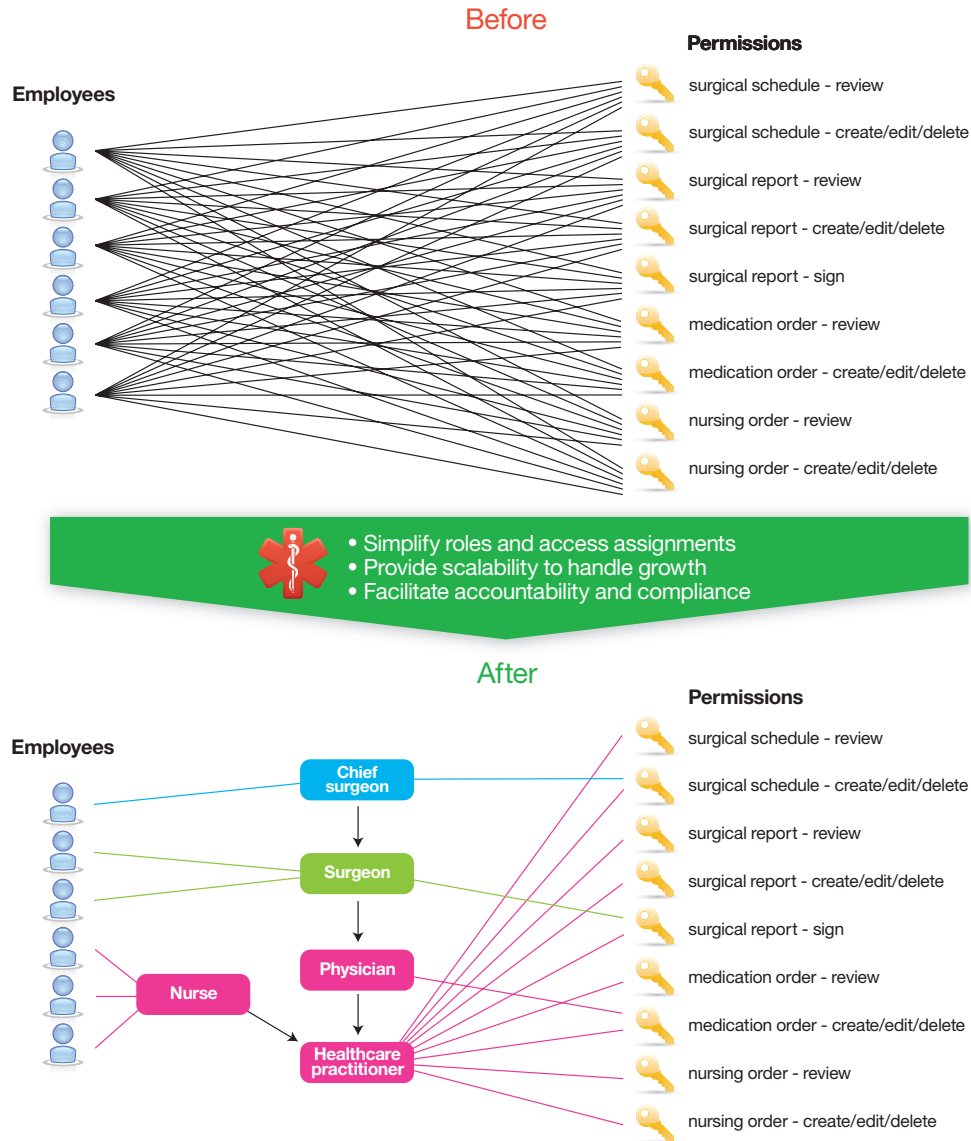 Before
Permissions
Employees
surgical schedule - review
surgical schedule - create/edit/delete
surgical report - review
surgical report - create/edit/delete
surgical report - sign
medication order - review
medication order - create/edit/delete
nursing order - review
nursing order - create/edit/delete
• Simplify roles and access assignments
• Provide scalability to handle growth
• Facilitate accountability and compliance
After
Permissions
Employees
Chief
surgeon
Surgeon
Physician
Nurse
Healthcare
practitioner
surgical schedule - review
surgical schedule - create/edit/delete
surgical report - review
surgical report - create/edit/delete
surgical report - sign
medication order - review
medication order - create/edit/delete
nursing order - review
nursing order - create/edit/delete